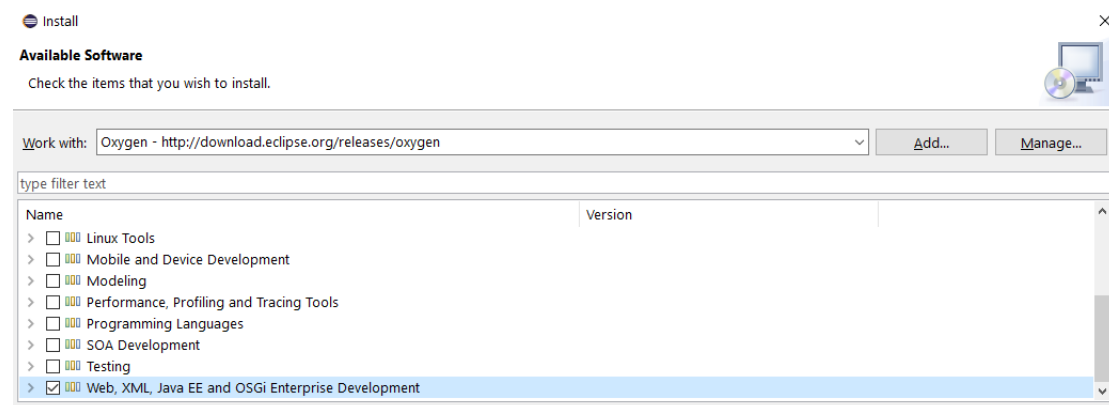 Install
Available Software
Check the items that you wish to install.
Work with: Oxygen - http://download.eclipse.org/releases/oxygen Add... Manage...
type filter text
Name Version
Linux Tools
Mobile and Device Development
Modeling
Performance, Profiling and Tracing Tools
Programming Languages
SOA Development
Testing
Web, XML, Java EE and OSGi Enterprise Development